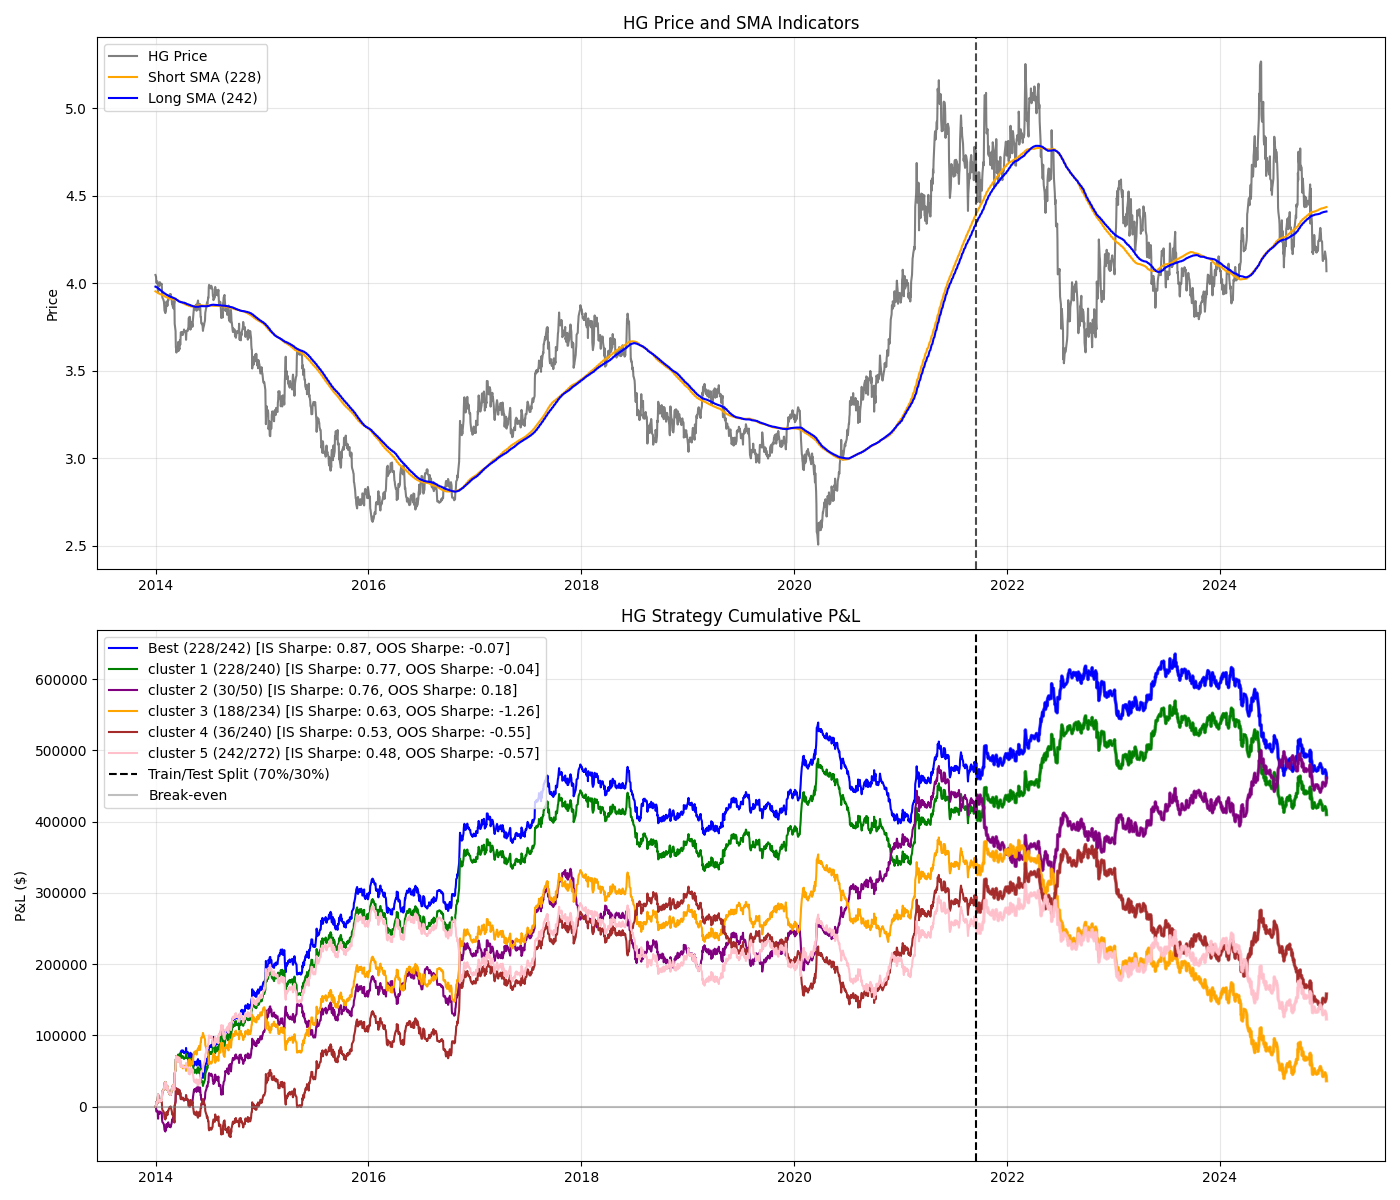 HG Price and SMA Indicators
HG Price
Short SMA (228)
Long SMA (242)
Price
5.0
4.5
4.0
3.5
3.0
2.5
2014
2016
2018
2020
2022
2024
HG Strategy Cumulative P&L
Best (228/242) [IS Sharpe: 0.87, OOS Sharpe: -0.07]
cluster 1 (228/240) [IS Sharpe: 0.77, OOS Sharpe: -0.04]
cluster 2 (30/50) [IS Sharpe: 0.76, OOS Sharpe: 0.18]
cluster 3 (188/234) [IS Sharpe: 0.63, OOS Sharpe: -1.26]
cluster 4 (36/240) [IS Sharpe: 0.53, OOS Sharpe: -0.55]
cluster 5 (242/272) [IS Sharpe: 0.48, OOS Sharpe: -0.57]
Train/Test Split (70%/30%)
Break-even
P&L ($)
600000
500000
400000
300000
200000
100000
0
2014
2016
2018
2020
2022
2024